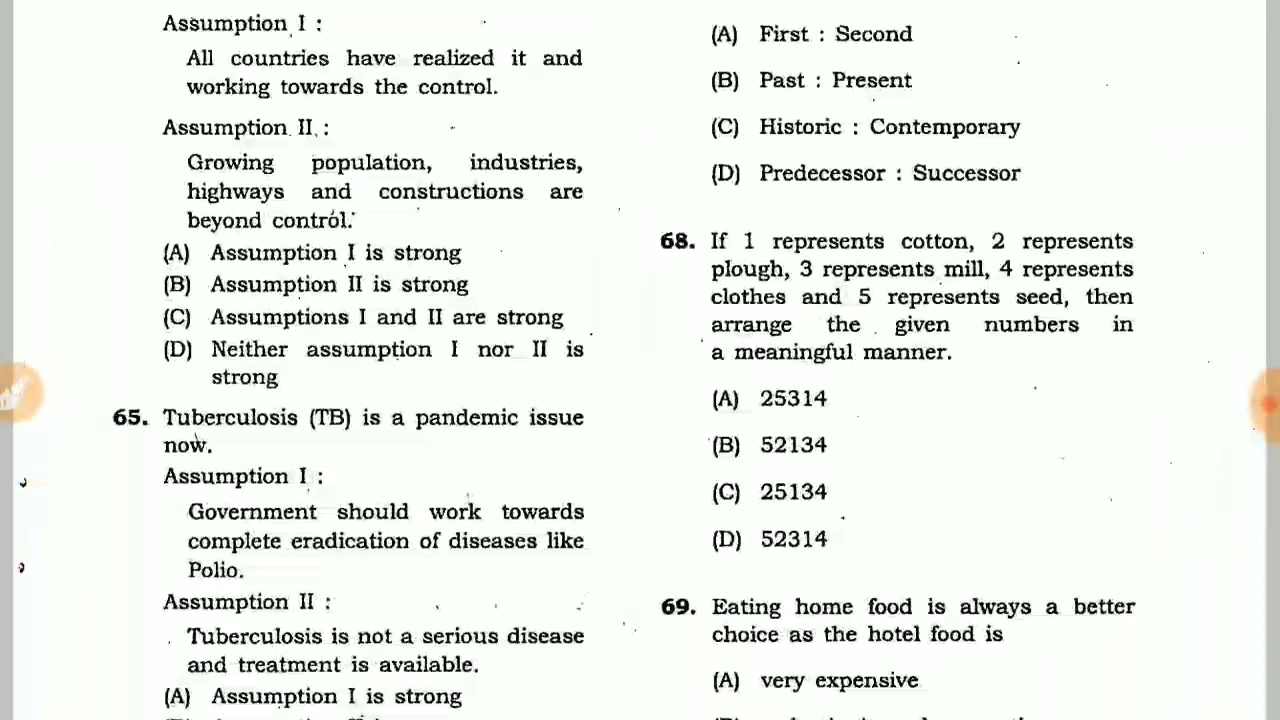 Assumption I :
All countries have realized it and
working towards the control.
Assumption II :
Growing population, industries,
highways and constructions are
beyond control.
(A) Assumption I is strong
(B) Assumption II is strong
(C) Assumptions I and II are strong
(D) Neither assumption I nor II is
strong
65. Tuberculosis (TB) is a pandemic issue
now.
Assumption I :
Government should work towards
complete eradication of diseases like
Polio.
Assumption II :
Tuberculosis is not a serious disease
and treatment is available.
(A) Assumption I is strong
(A) First : Second
(B) Past : Present
(C) Historic : Contemporary
(D) Predecessor : Successor
68. If 1 represents cotton, 2 represents
plough, 3 represents mill, 4 represents
clothes and 5 represents seed, then
arrange the given numbers in
a meaningful manner.
(A) 25314
(B) 52134
(C) 25134
(D) 52314
69. Eating home food is always a better
choice as the hotel food is
(A) very expensive